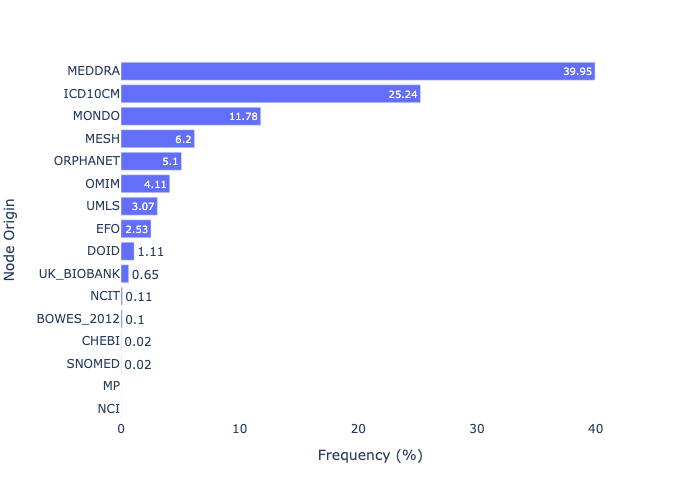 MEDDRA 39.95
ICD10CM 25.24
MONDO 11.78
MESH 6.2
ORPHANET 5.1
OMIM 4.11
UMLS 3.07
EFO 2.53
DOID 1.11
UK_BIOBANK 0.65
NCIT 0.11
BOWES_2012 0.1
CHEBI 0.02
SNOMED 0.02
MP
NCI
0 10 20 30 40
Frequency (%)
Node Origin